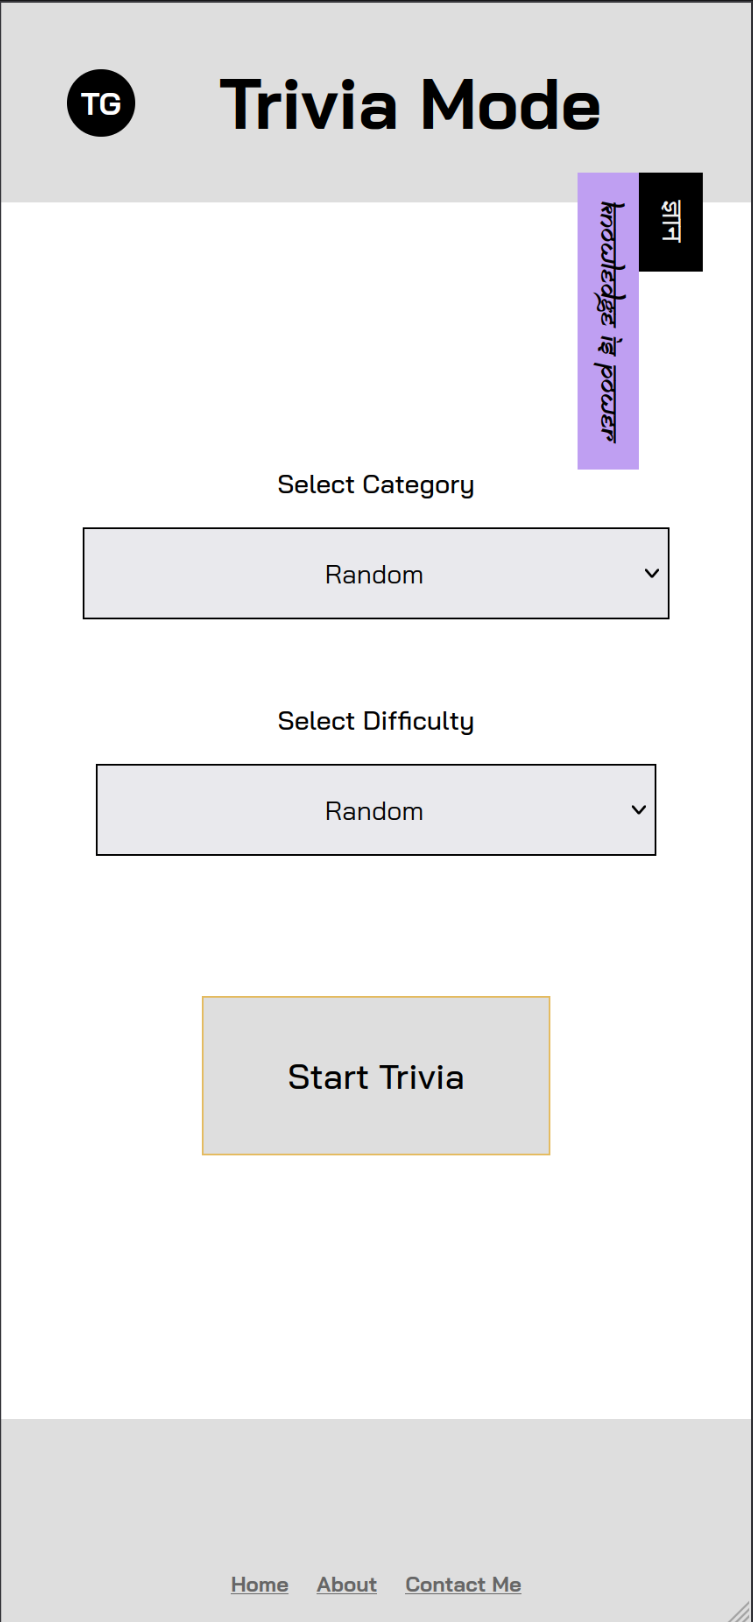 TG
Trivia Mode
ज्ञान
knowledge is power
Select Category
Random
Select Difficulty
Random
Start Trivia
Home About Contact Me